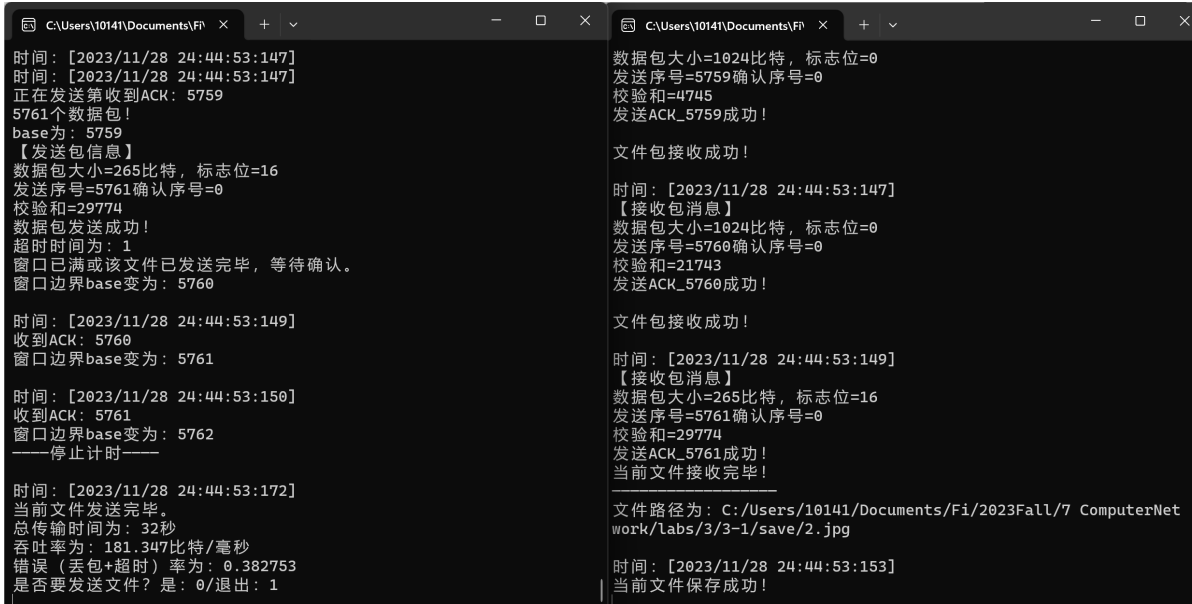 C:\Users\10141\Documents\Fi\
时间：[2023/11/28 24:44:53:147]
时间：[2023/11/28 24:44:53:147]
正在发送第收到ACK：5759
5761个数据包！
base为：5759
【发送包信息】
数据包大小=265比特，标志位=16
发送序号=5761确认序号=0
校验和=29774
数据包发送成功！
超时时间为：1
窗口已满或该文件已发送完毕，等待确认。
窗口边界base变为：5760
时间：[2023/11/28 24:44:53:149]
收到ACK：5760
窗口边界base变为：5761
时间：[2023/11/28 24:44:53:150]
收到ACK：5761
窗口边界base变为：5762
————停止计时————
时间：[2023/11/28 24:44:53:172]
当前文件发送完毕。
总传输时间为：32秒
吞吐率为：181.347比特/毫秒
错误（丢包+超时）率为：0.382753
是否要发送文件？是：0/退出：1
C:\Users\10141\Documents\Fi\
数据包大小=1024比特，标志位=0
发送序号=5759确认序号=0
校验和=4745
发送ACK_5759成功！
文件包接收成功！
时间：[2023/11/28 24:44:53:147]
【接收包消息】
数据包大小=1024比特，标志位=0
发送序号=5760确认序号=0
校验和=21743
发送ACK_5760成功！
文件包接收成功！
时间：[2023/11/28 24:44:53:149]
【接收包消息】
数据包大小=265比特，标志位=16
发送序号=5761确认序号=0
校验和=29774
发送ACK_5761成功！
当前文件接收完毕！
——————————————————
文件路径为：C:/Users/10141/Documents/Fi/2023Fall/7 ComputerNet
work/labs/3/3-1/save/2.jpg
时间：[2023/11/28 24:44:53:153]
当前文件保存成功！